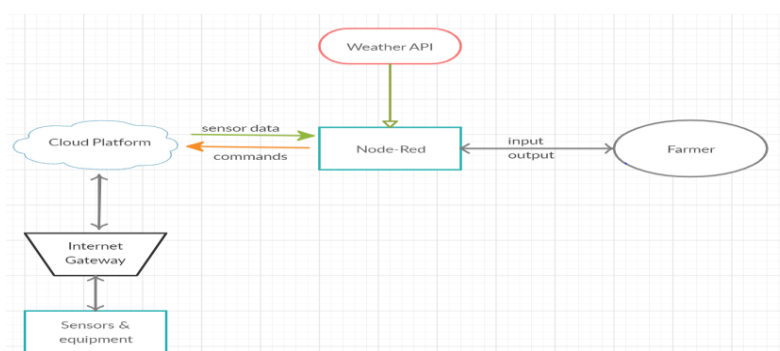 Weather API
sensor data
Cloud Platform
commands
Node-Red
input
output
Farmer
Internet
Gateway
Sensors &
equipment